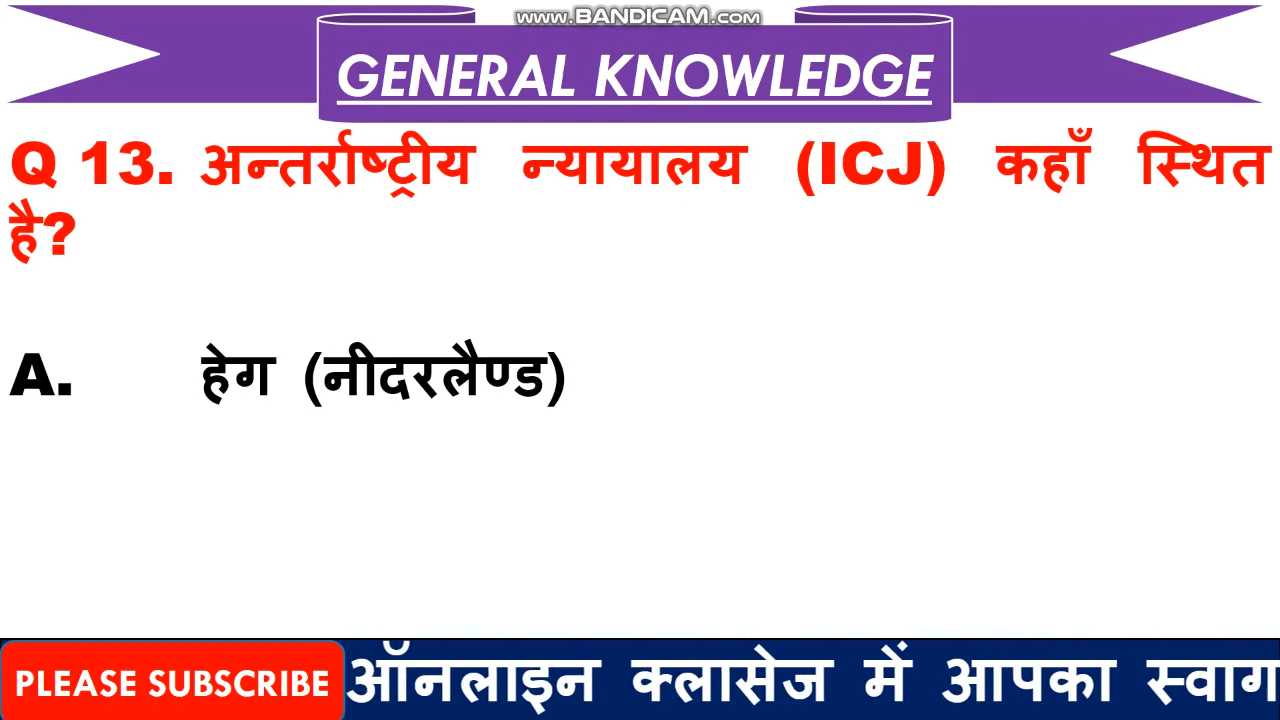 www.BANDICAM.com
GENERAL KNOWLEDGE
Q 13. अन्तर्राष्ट्रीय न्यायालय (ICJ) कहाँ स्थित
है?
A. हेग (नीदरलैण्ड)
PLEASE SUBSCRIBE ऑनलाइन क्लासेज में आपका स्वाग